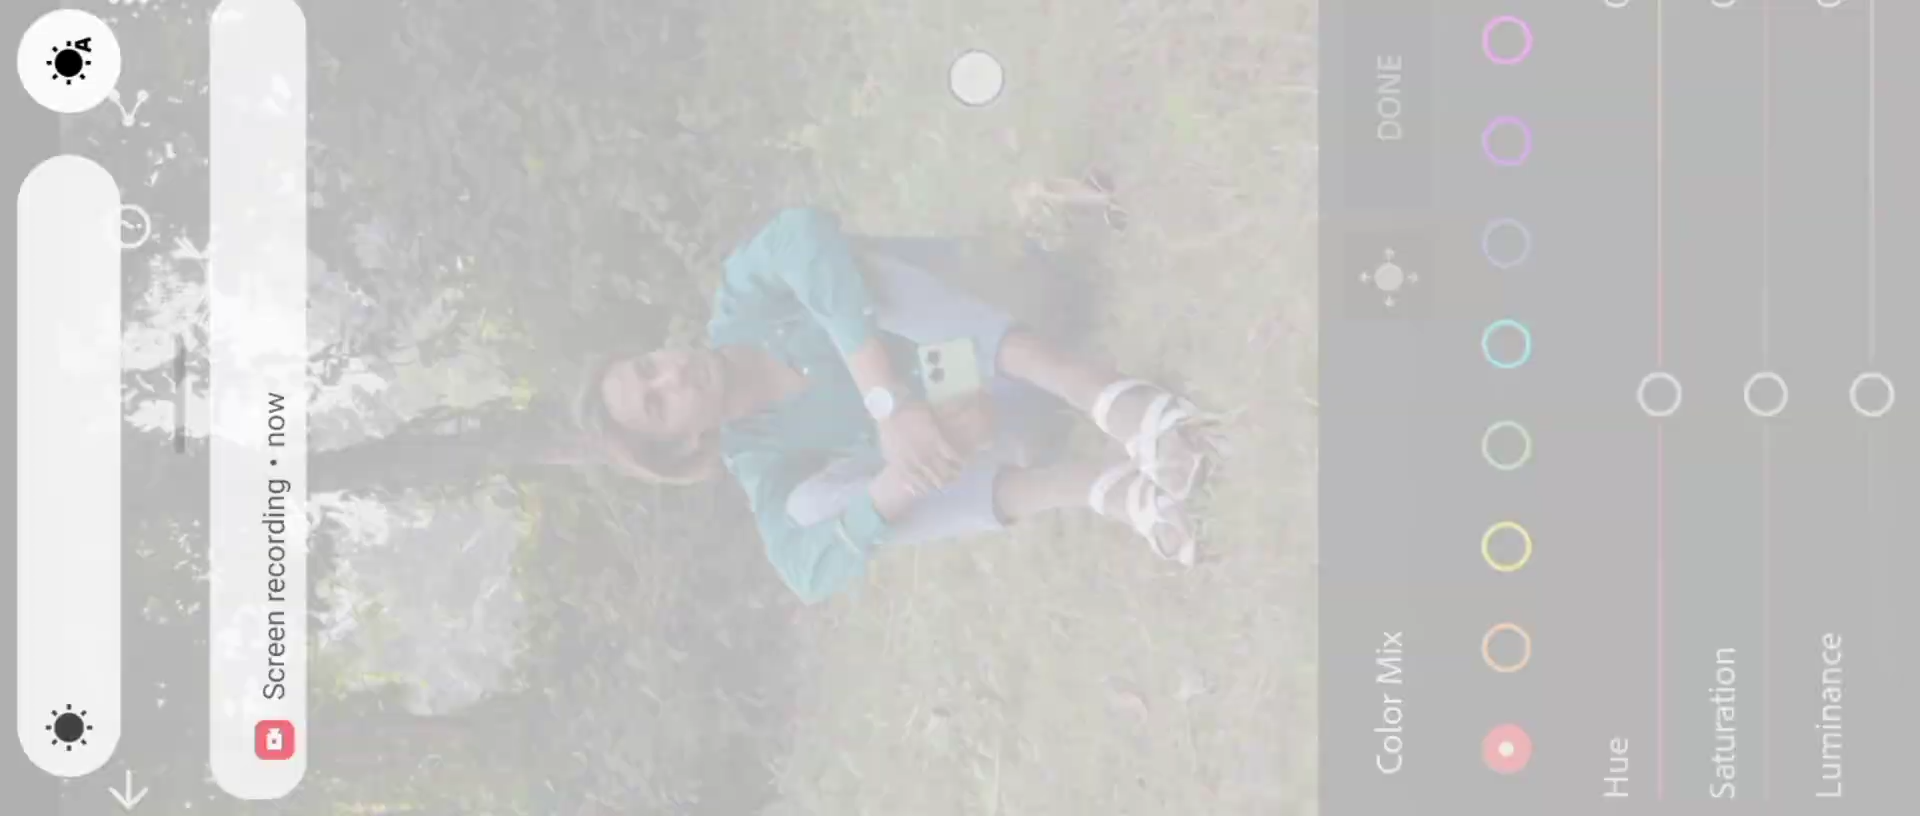 A
Screen recording • now
Color Mix
DONE
Hue
Saturation
Luminance